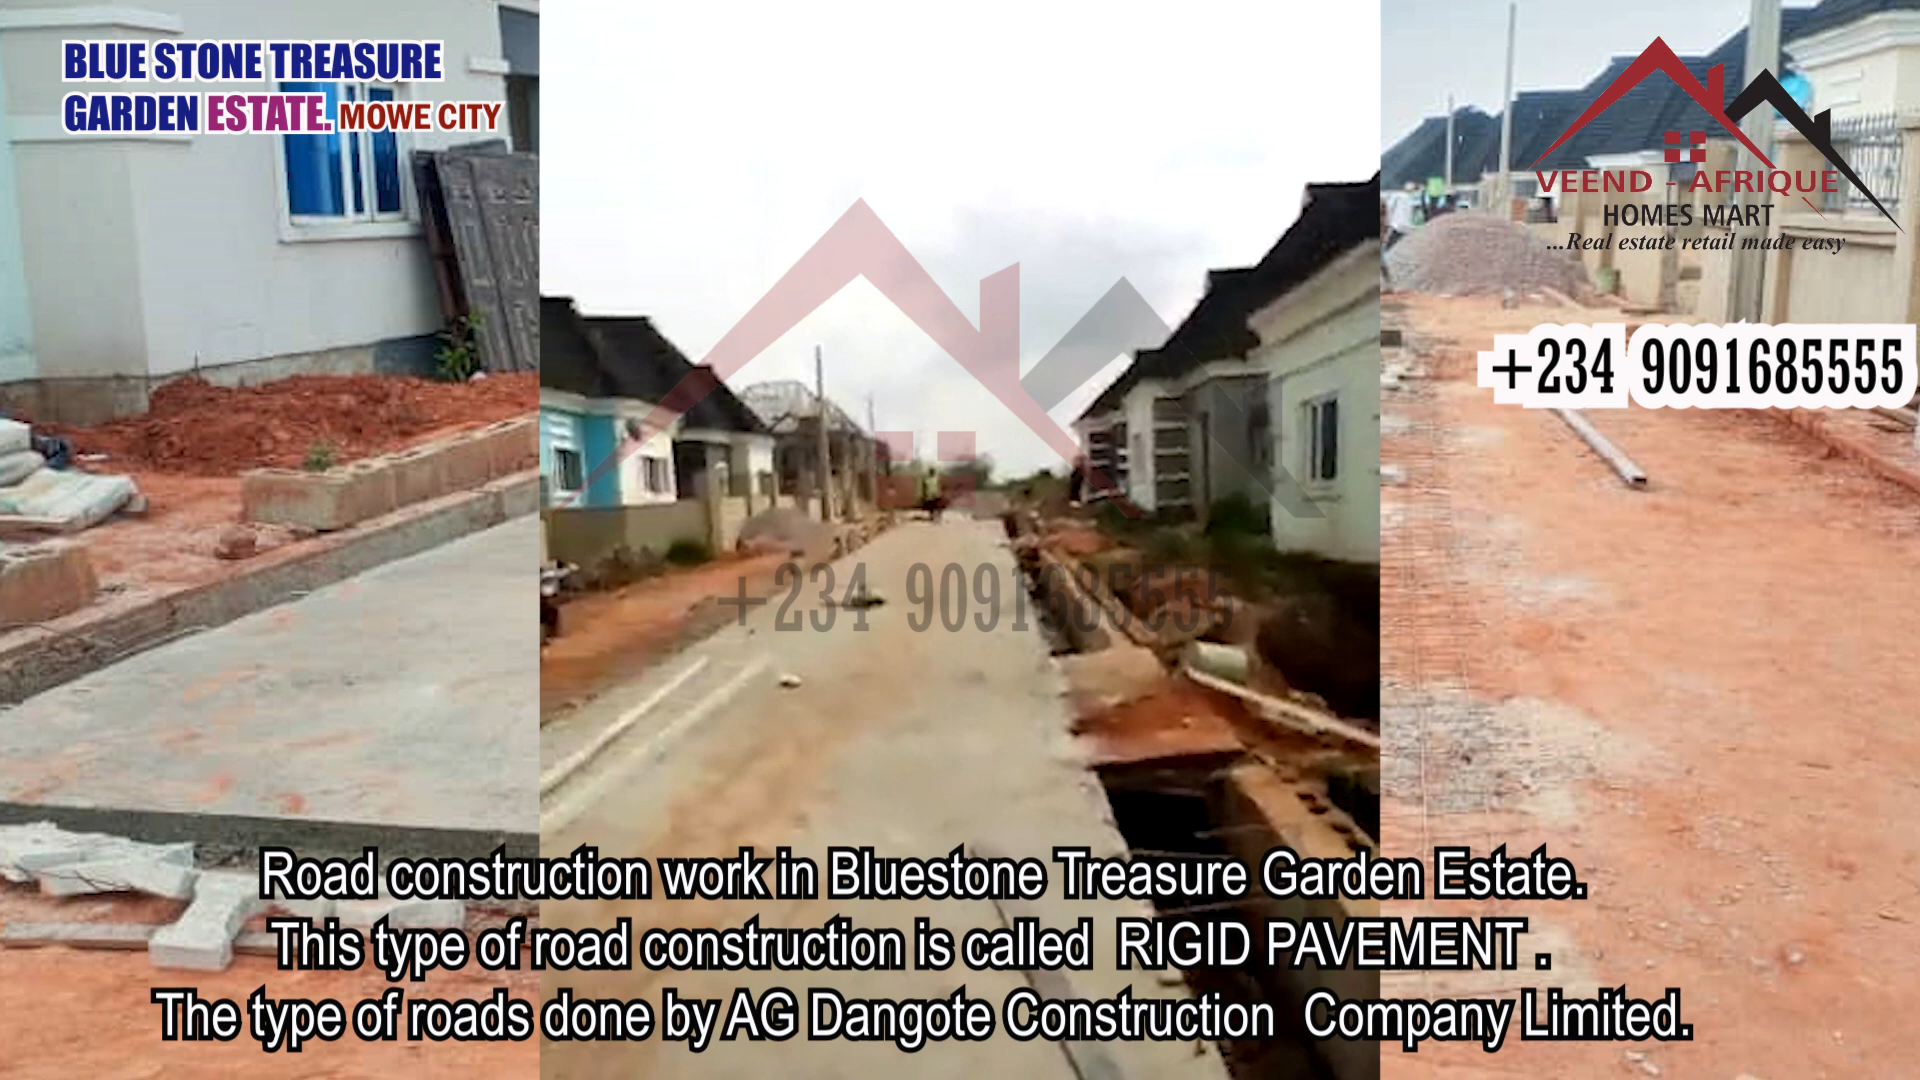 BLUE STONE TREASURE
GARDEN ESTATE. MOWE CITY
VEEND - AFRIQUE
HOMES MART
...Real estate retail made easy
+234 9091685555
+234 9091685555
Road construction work in Bluestone Treasure Garden Estate.
This type of road construction is called RIGID PAVEMENT .
The type of roads done by AG Dangote Construction Company Limited.